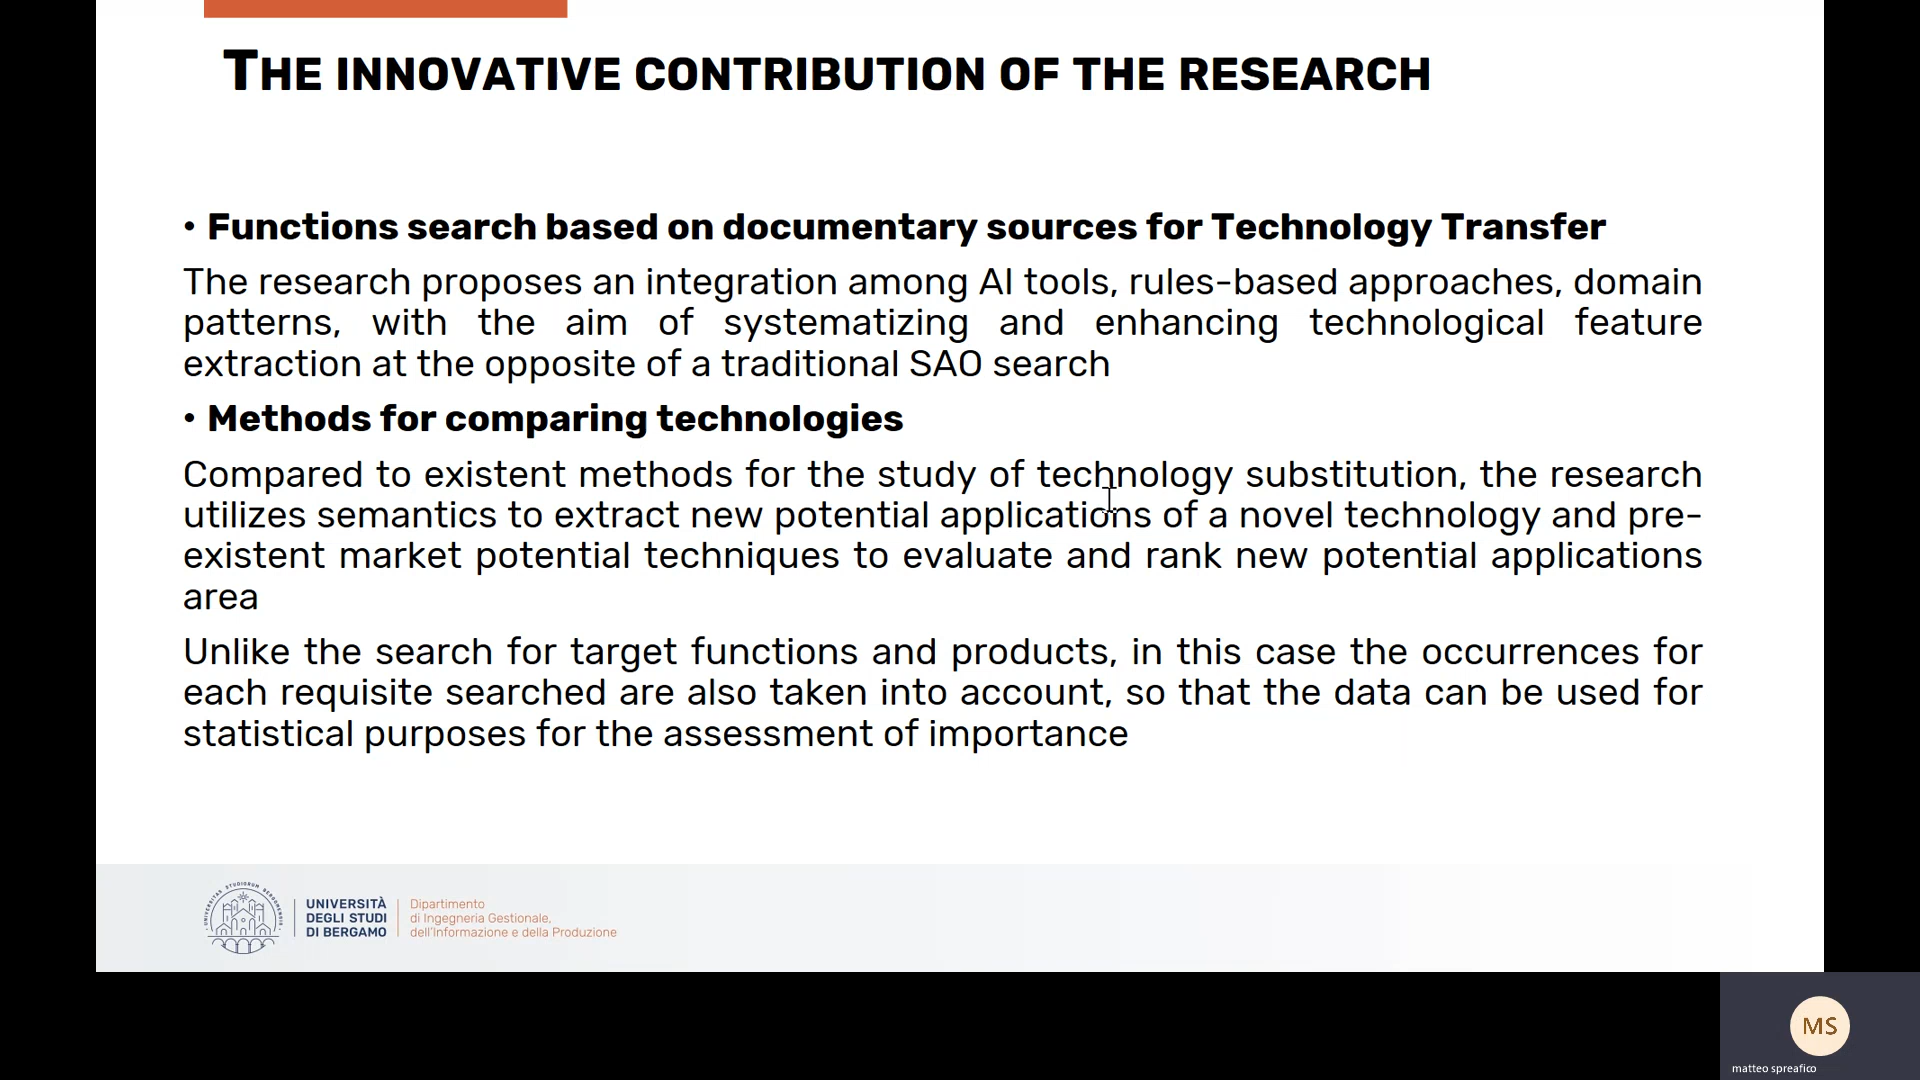 THE INNOVATIVE CONTRIBUTION OF THE RESEARCH
• Functions search based on documentary sources for Technology Transfer
The research proposes an integration among AI tools, rules-based approaches, domain
patterns, with the aim of systematizing and enhancing technological feature
extraction at the opposite of a traditional SAO search
• Methods for comparing technologies
Compared to existent methods for the study of technology substitution, the research
utilizes semantics to extract new potential applications of a novel technology and pre-
existent market potential techniques to evaluate and rank new potential applications
area
Unlike the search for target functions and products, in this case the occurrences for
each requisite searched are also taken into account, so that the data can be used for
statistical purposes for the assessment of importance
UNIVERSITÀ
DEGLI STUDI
DI BERGAMO
Dipartimento
di Ingegneria Gestionale,
dell'Informazione e della Produzione
MS
matteo spreafico